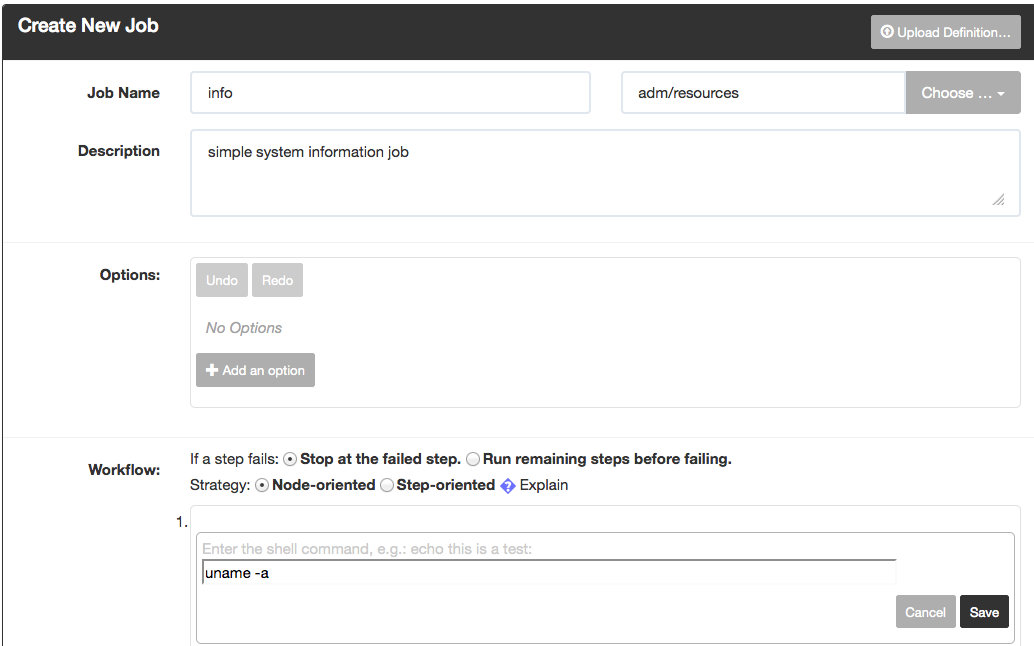 Create New Job
Upload Definition...
Job Name info adm/resources Choose ...
Description simple system information job
Options: Undo Redo
No Options
Add an option
If a step fails: Stop at the failed step. Run remaining steps before failing.
Workflow:
Strategy: Node-oriented Step-oriented ? Explain
1.
Enter the shell command, e.g.: echo this is a test:
uname -a
Cancel Save